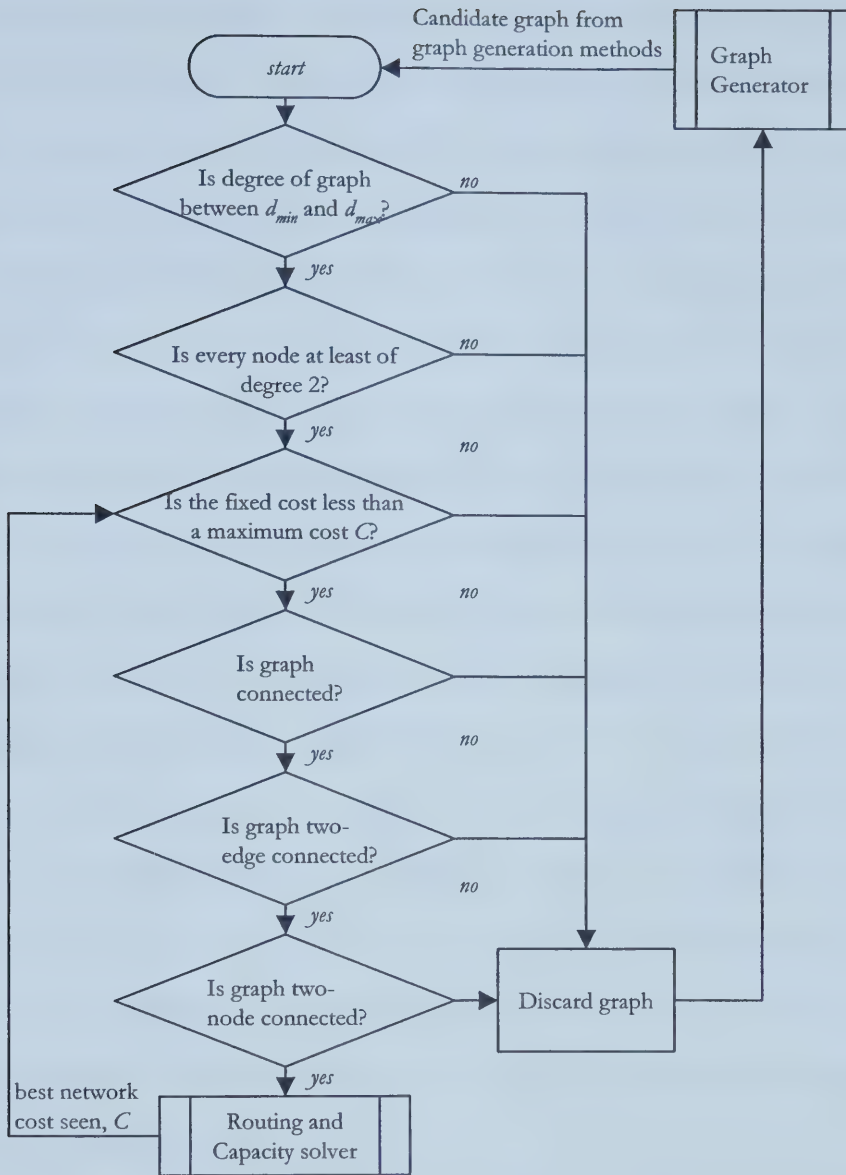 Candidate graph from
graph generation methods
Graph
Generator
start
Is degree of graph
between d_min and d_max?
no
yes
Is every node at least of
degree 2?
no
yes
no
Is the fixed cost less than
a maximum cost C?
yes
no
Is graph
connected?
yes
no
Is graph two-
edge connected?
yes
no
Is graph two-
node connected?
Discard graph
yes
best network
cost seen, C
Routing and
Capacity solver